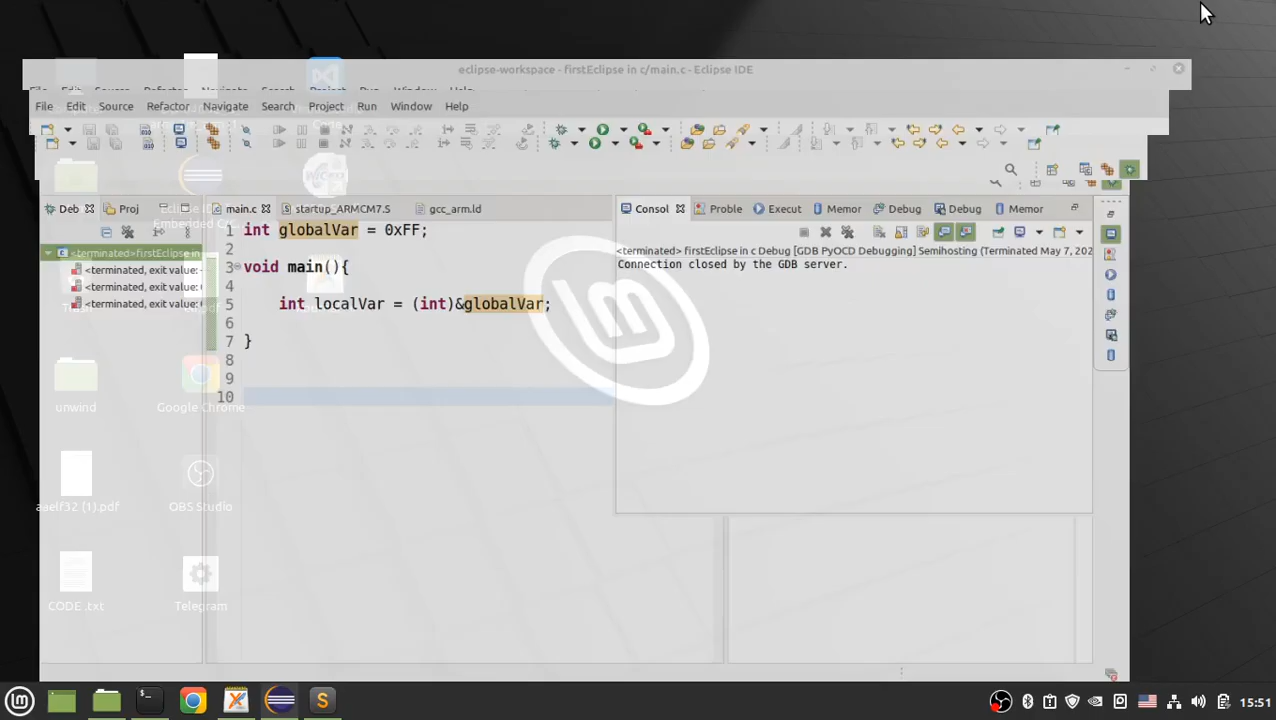 eclipse-workspace - firstEclipse in c/main.c - Eclipse IDE
File Edit Source Refactor Navigate Search Project Run Window Help
Deb Proj main.c startup_ARMCM7.S gcc_arm.ld
Consol Proble Execut Memor Debug Debug Memor
<terminated>firstEclipse in
<terminated, exit value:
<terminated, exit value:
<terminated, exit value:
1 int globalVar = 0xFF;
2
3 void main(){
4
5 int localVar = (int)&globalVar;
6
7 }
8
9
10
<terminated> firstEclipse in c Debug [GDB PyOCD Debugging] Semihosting (Terminated May 7, 202
Connection closed by the GDB server.
unwind
Google Chrome
aaelf32 (1).pdf
OBS Studio
CODE .txt
Telegram
15:51